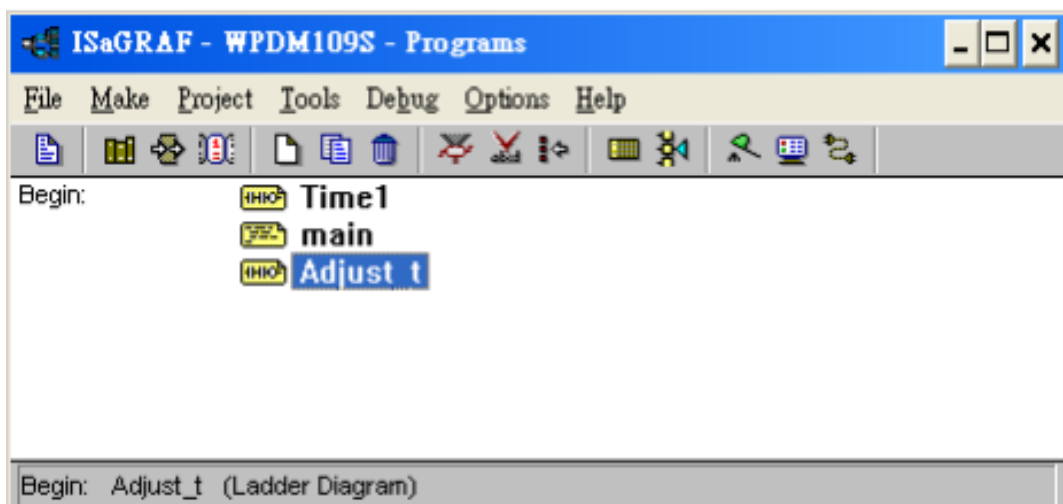 ISaGRAF - WPDM109S - Programs
File Make Project Tools Debug Options Help
Begin: Time1
main
Adjust_t
Begin: Adjust_t (Ladder Diagram)